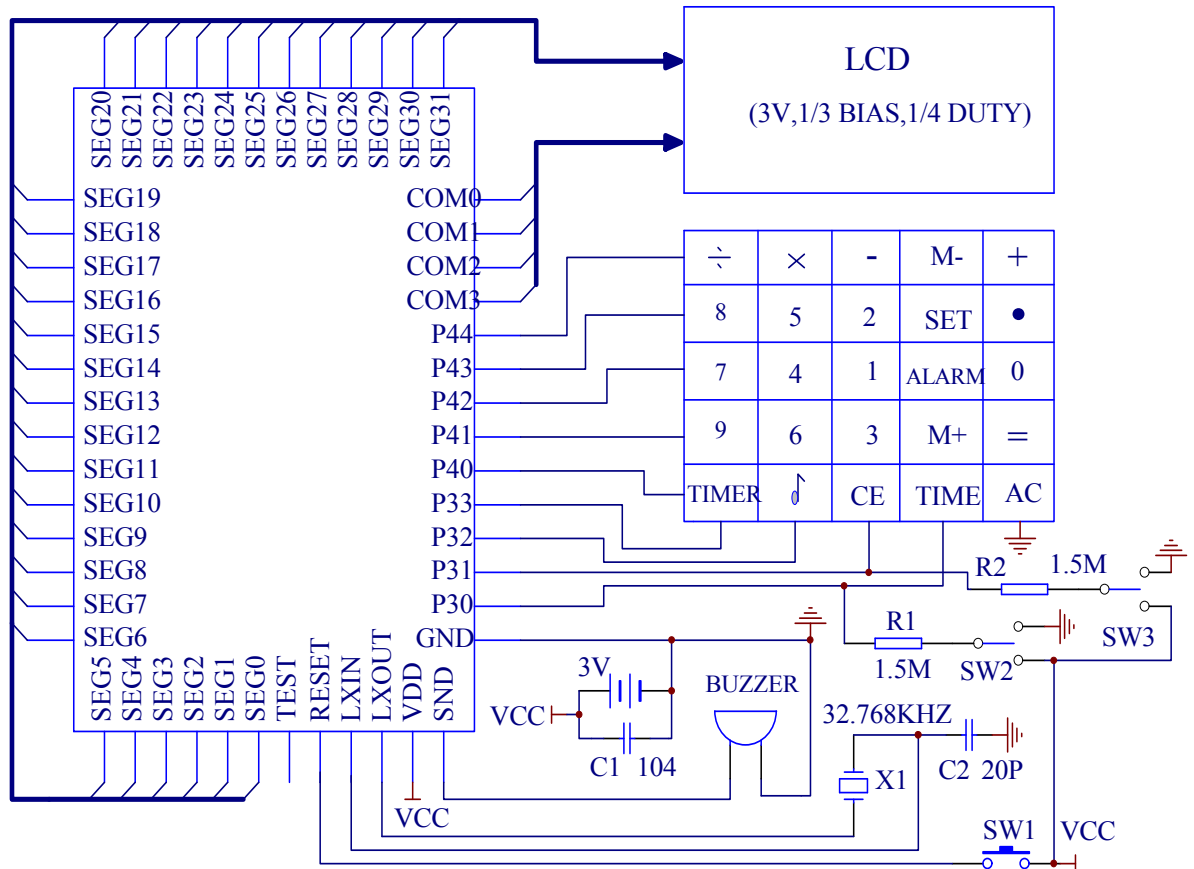 LCD
(3V,1/3 BIAS,1/4 DUTY)
SEG20
SEG21
SEG22
SEG23
SEG24
SEG25
SEG26
SEG27
SEG28
SEG29
SEG30
SEG31
SEG19
SEG18
SEG17
SEG16
SEG15
SEG14
SEG13
SEG12
SEG11
SEG10
SEG9
SEG8
SEG7
SEG6
COM0
COM1
COM2
COM3
P44
P43
P42
P41
P40
P33
P32
P31
P30
GND
SEG5
SEG4
SEG3
SEG2
SEG1
SEG0
TEST
RESET
LXIN
LXOUT
VDD
SND
÷ × - M- +
8 5 2 SET •
7 4 1 ALARM 0
9 6 3 M+ =
TIMER CE TIME AC
R2 1.5M
SW3
R1
1.5M
SW2
3V
VCC
C1 104
BUZZER
32.768KHZ
X1
C2 20P
VCC
SW1 VCC